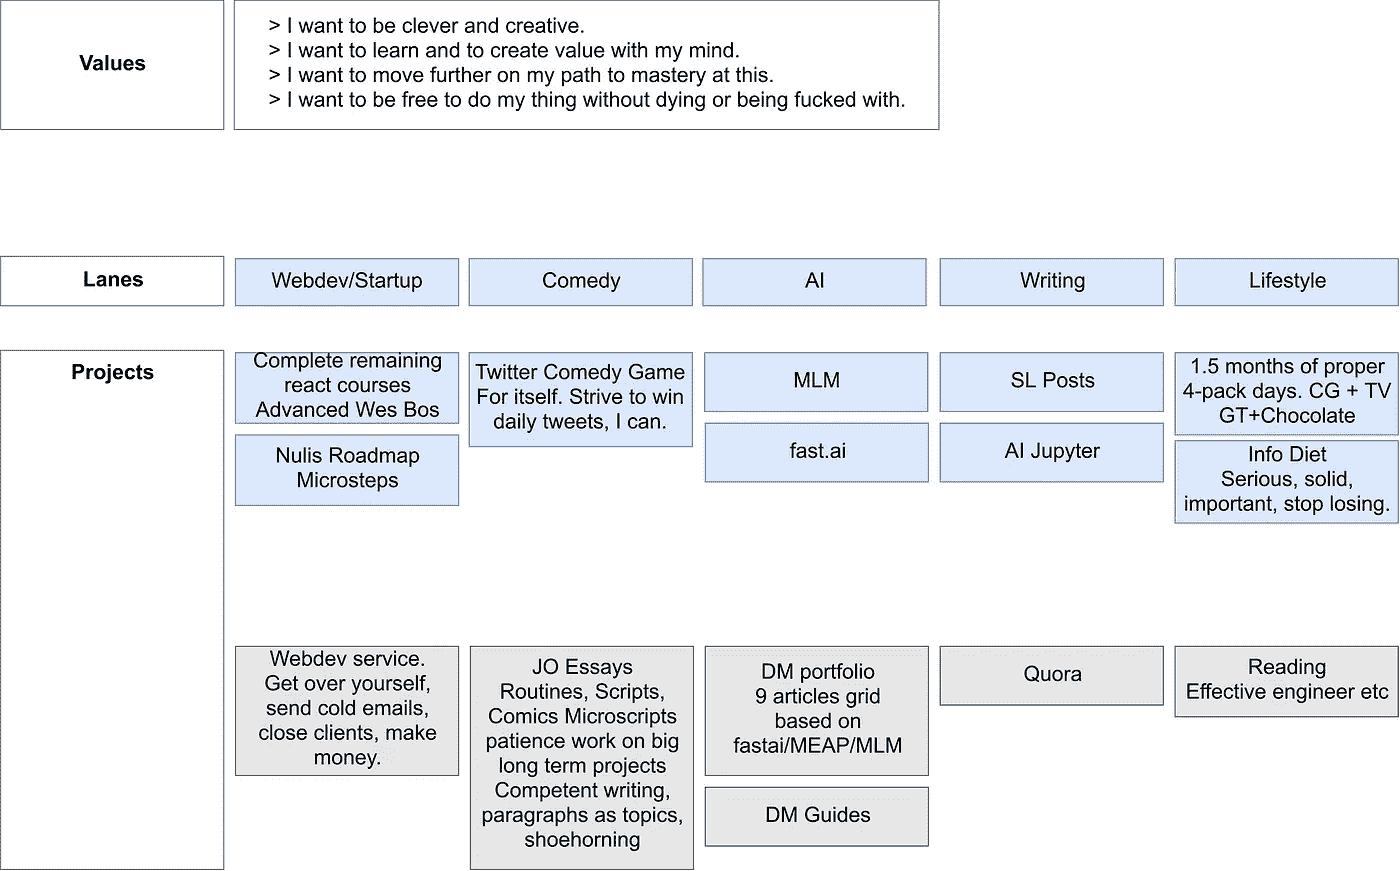 Values
> I want to be clever and creative.
> I want to learn and to create value with my mind.
> I want to move further on my path to mastery at this.
> I want to be free to do my thing without dying or being fucked with.
Lanes
Webdev/Startup
Comedy
AI
Writing
Lifestyle
Projects
Complete remaining
react courses
Advanced Wes Bos
Nulis Roadmap
Microsteps
Twitter Comedy Game
For itself. Strive to win
daily tweets, I can.
MLM
fast.ai
SL Posts
AI Jupyter
1.5 months of proper
4-pack days. CG + TV
GT+Chocolate
Info Diet
Serious, solid,
important, stop losing.
Webdev service.
Get over yourself,
send cold emails,
close clients, make
money.
JO Essays
Routines, Scripts,
Comics Microscripts
patience work on big
long term projects
Competent writing,
paragraphs as topics,
shoehorning
DM portfolio
9 articles grid
based on
fastai/MEAP/MLM
DM Guides
Quora
Reading
Effective engineer etc